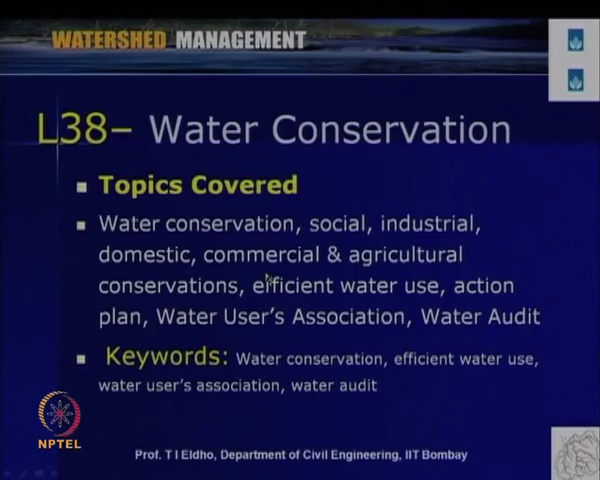 WATERSHED MANAGEMENT
L38– Water Conservation
Topics Covered
Water conservation, social, industrial,
domestic, commercial & agricultural
conservations, efficient water use, action
plan, Water User's Association, Water Audit
Keywords: Water conservation, efficient water use,
water user's association, water audit
NPTEL
Prof. T I Eldho, Department of Civil Engineering, IIT Bombay